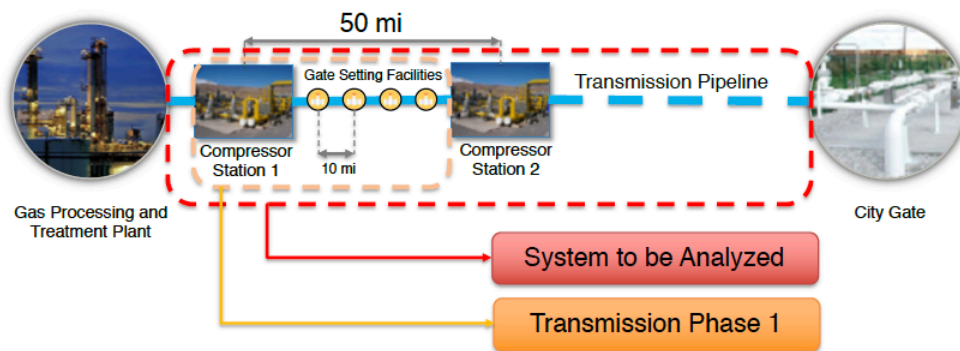 50 mi
Gate Setting Facilities
Transmission Pipeline
Compressor
Station 1
10 mi
Compressor
Station 2
Gas Processing and
Treatment Plant
City Gate
System to be Analyzed
Transmission Phase 1